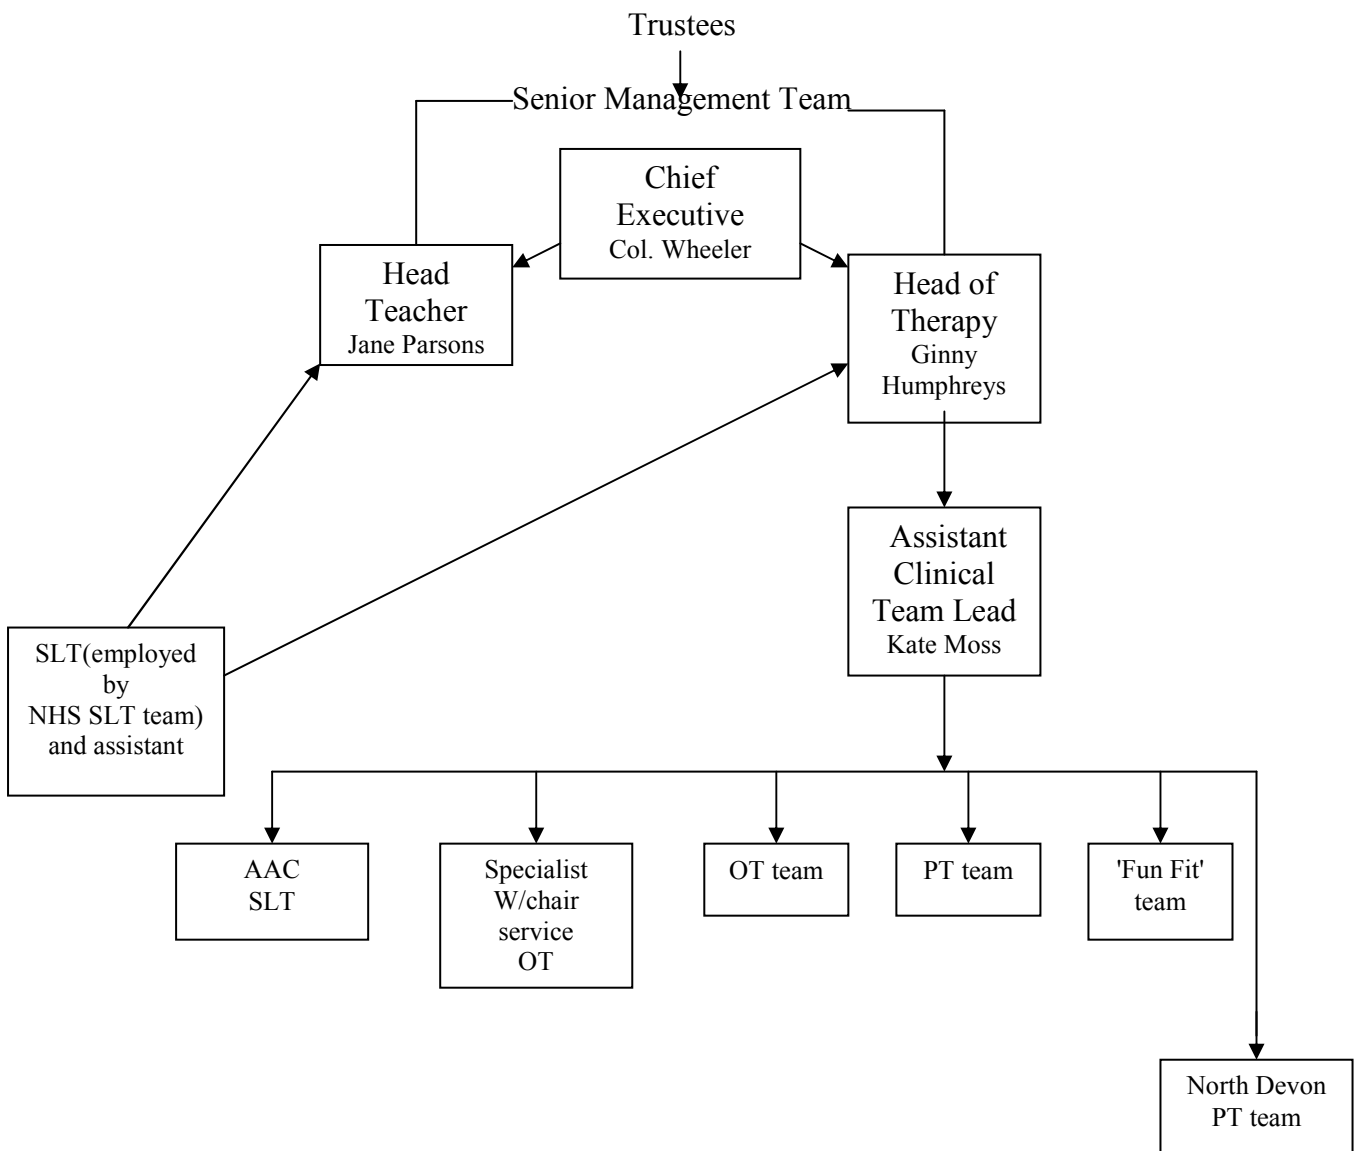 Trustees
Senior Management Team
Chief
Executive
Col. Wheeler
Head
Teacher
Jane Parsons
Head of
Therapy
Ginny
Humphreys
Assistant
Clinical
Team Lead
Kate Moss
SLT(employed
by
NHS SLT team)
and assistant
AAC
SLT
Specialist
W/chair
service
OT
OT team
PT team
'Fun Fit'
team
North Devon
PT team